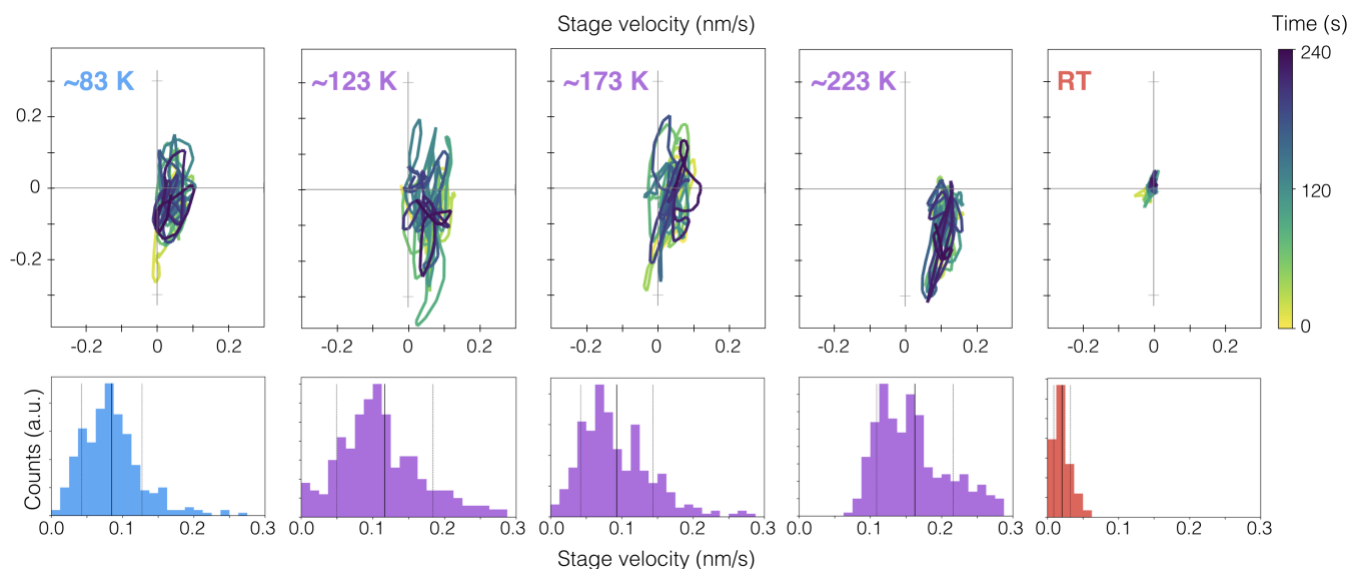 Stage velocity (nm/s)
Time (s)
~83 K
~123 K
~173 K
~223 K
RT
240
120
0
0.2
0
-0.2
-0.2 0 0.2
-0.2 0 0.2
-0.2 0 0.2
-0.2 0 0.2
-0.2 0 0.2
Counts (a.u.)
0.0 0.1 0.2 0.3
0.0 0.1 0.2 0.3
0.0 0.1 0.2 0.3
0.0 0.1 0.2 0.3
0.0 0.1 0.2 0.3
Stage velocity (nm/s)